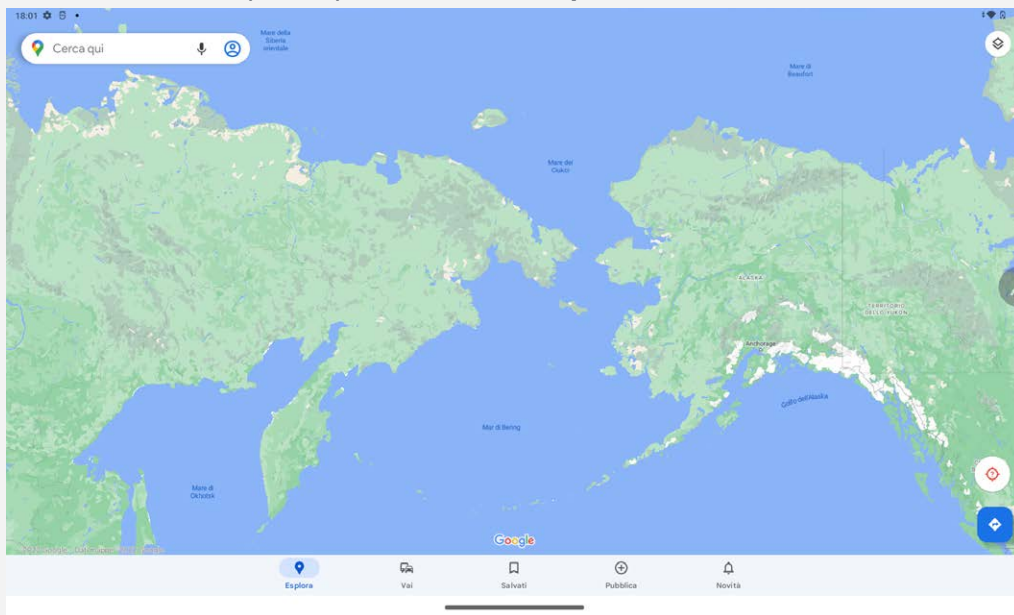 18:01
Cerca qui
Mare della
Siberia
orientale
Mare di
Beaufort
Mare dei
Ciukci
ALASKA
TERRITORIO
DELLO YUKON
Anchorage
Golfo dell'Alaska
Mar di Bering
Mare di
Okhotsk
Google
Esplora
Vai
Salvati
Pubblica
Novità